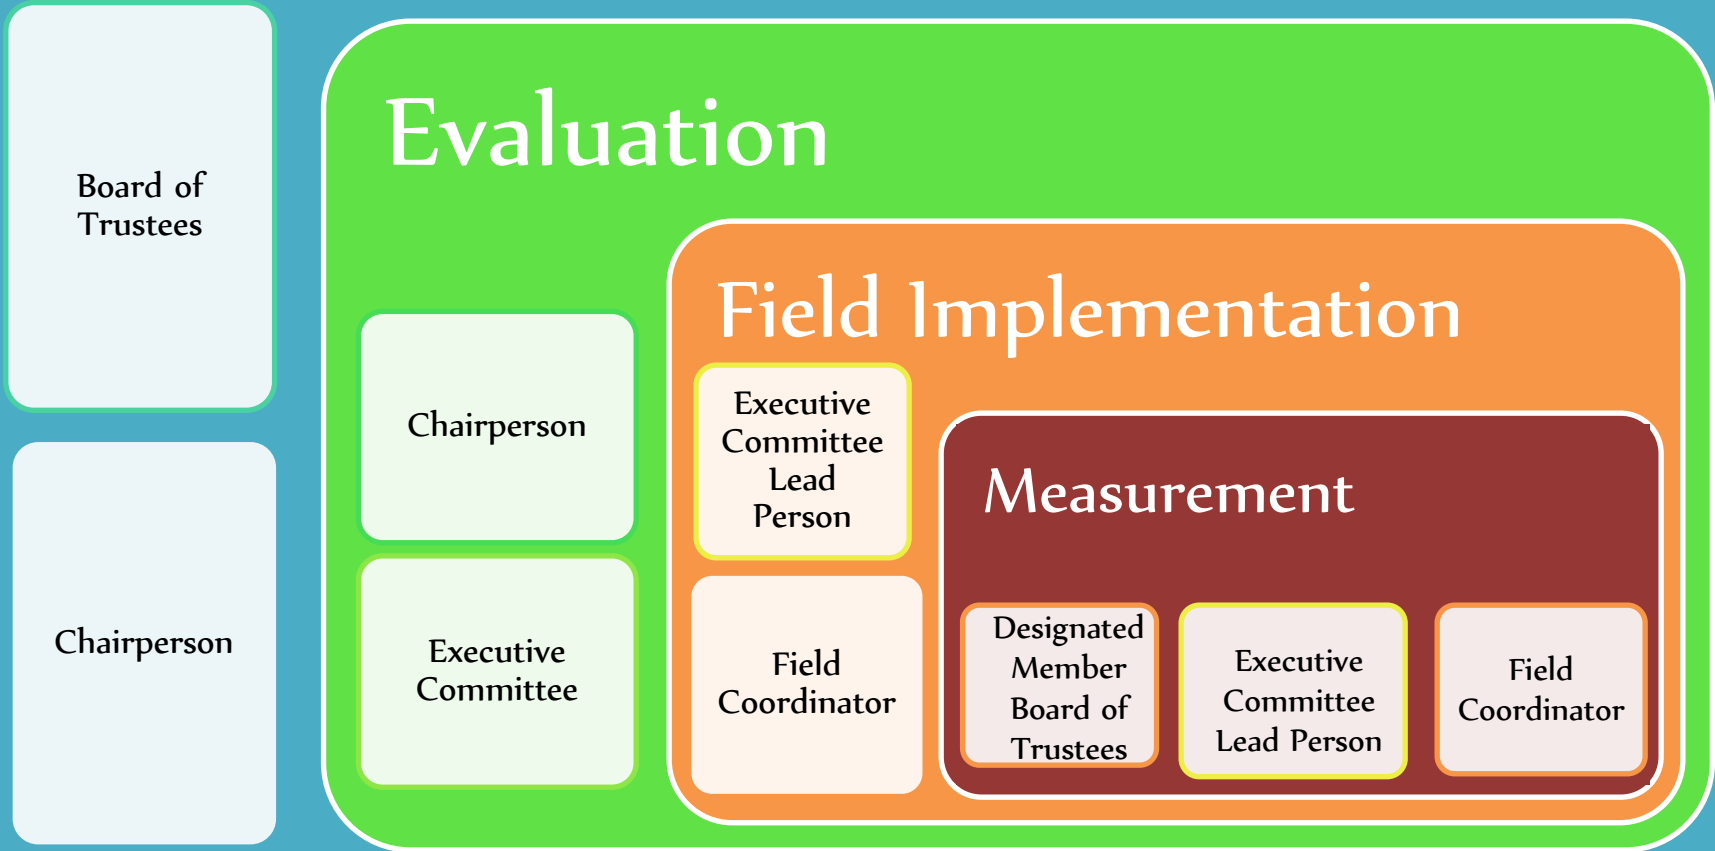 Board of
Trustees
Chairperson
Evaluation
Chairperson
Executive
Committee
Field Implementation
Executive
Committee
Lead
Person
Field
Coordinator
Measurement
Designated
Member
Board of
Trustees
Executive
Committee
Lead Person
Field
Coordinator